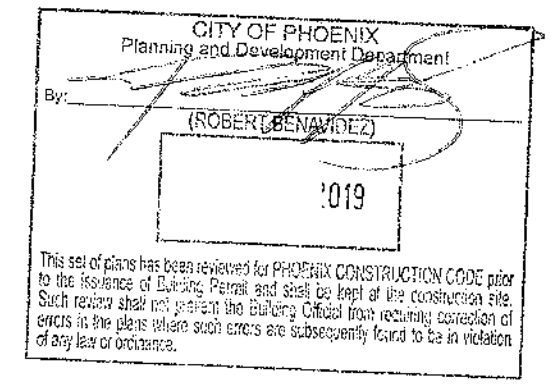 CITY OF PHOENIX
Planning and Development Department
By:
(ROBERT BENAVIDEZ)
2019
This set of plans has been reviewed for PHOENIX CONSTRUCTION CODE prior
to the issuance of Building Permit and shall be kept at the construction site.
Such review shall not prevent the Building Official from requiring correction of
errors in the plans where such errors are subsequently found to be in violation
of any law or ordinance.